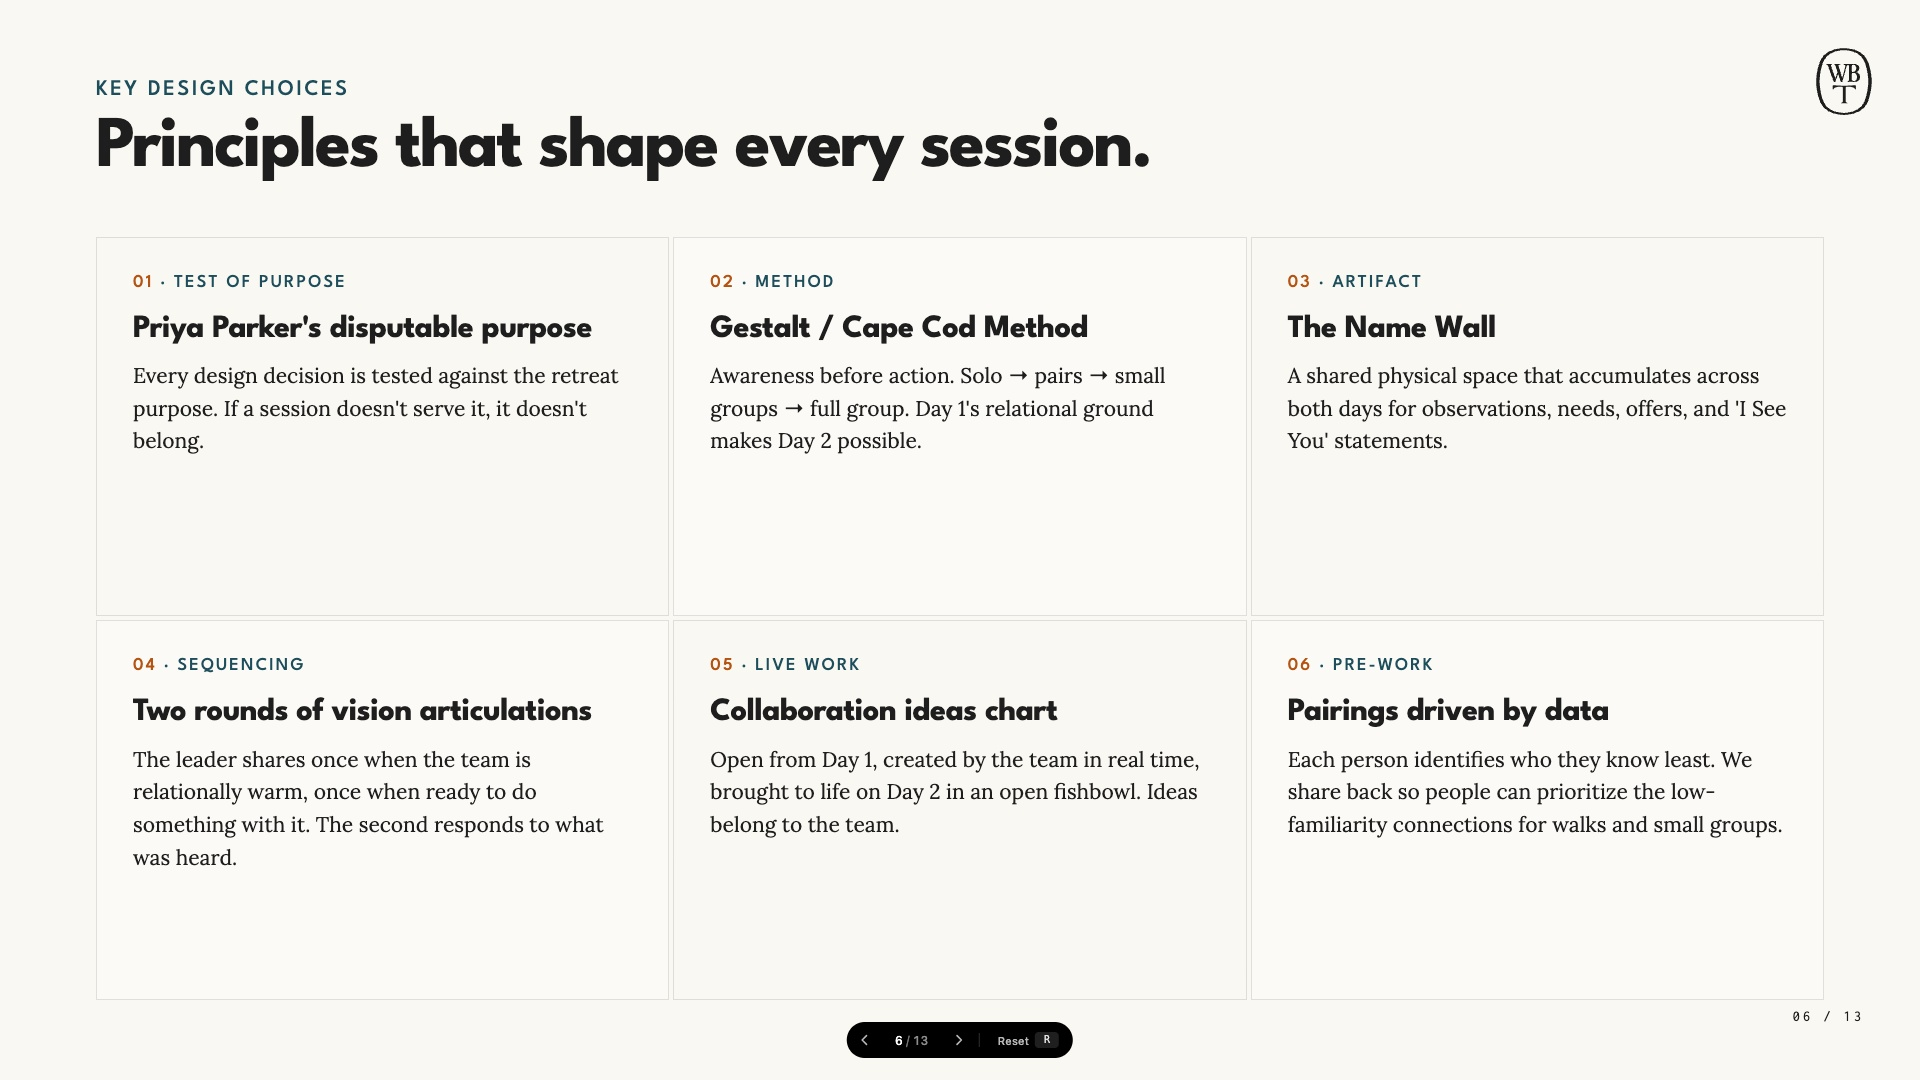 KEY DESIGN CHOICES
Principles that shape every session.
WB
T
01 · TEST OF PURPOSE
Priya Parker's disputable purpose
Every design decision is tested against the retreat
purpose. If a session doesn't serve it, it doesn't
belong.
02 · METHOD
Gestalt / Cape Cod Method
Awareness before action. Solo → pairs → small
groups → full group. Day 1's relational ground
makes Day 2 possible.
03 · ARTIFACT
The Name Wall
A shared physical space that accumulates across
both days for observations, needs, offers, and 'I See
You' statements.
04 · SEQUENCING
Two rounds of vision articulations
The leader shares once when the team is
relationally warm, once when ready to do
something with it. The second responds to what
was heard.
05 · LIVE WORK
Collaboration ideas chart
Open from Day 1, created by the team in real time,
brought to life on Day 2 in an open fishbowl. Ideas
belong to the team.
06 · PRE-WORK
Pairings driven by data
Each person identifies who they know least. We
share back so people can prioritize the low-
familiarity connections for walks and small groups.
06 / 13
6 / 13 Reset R